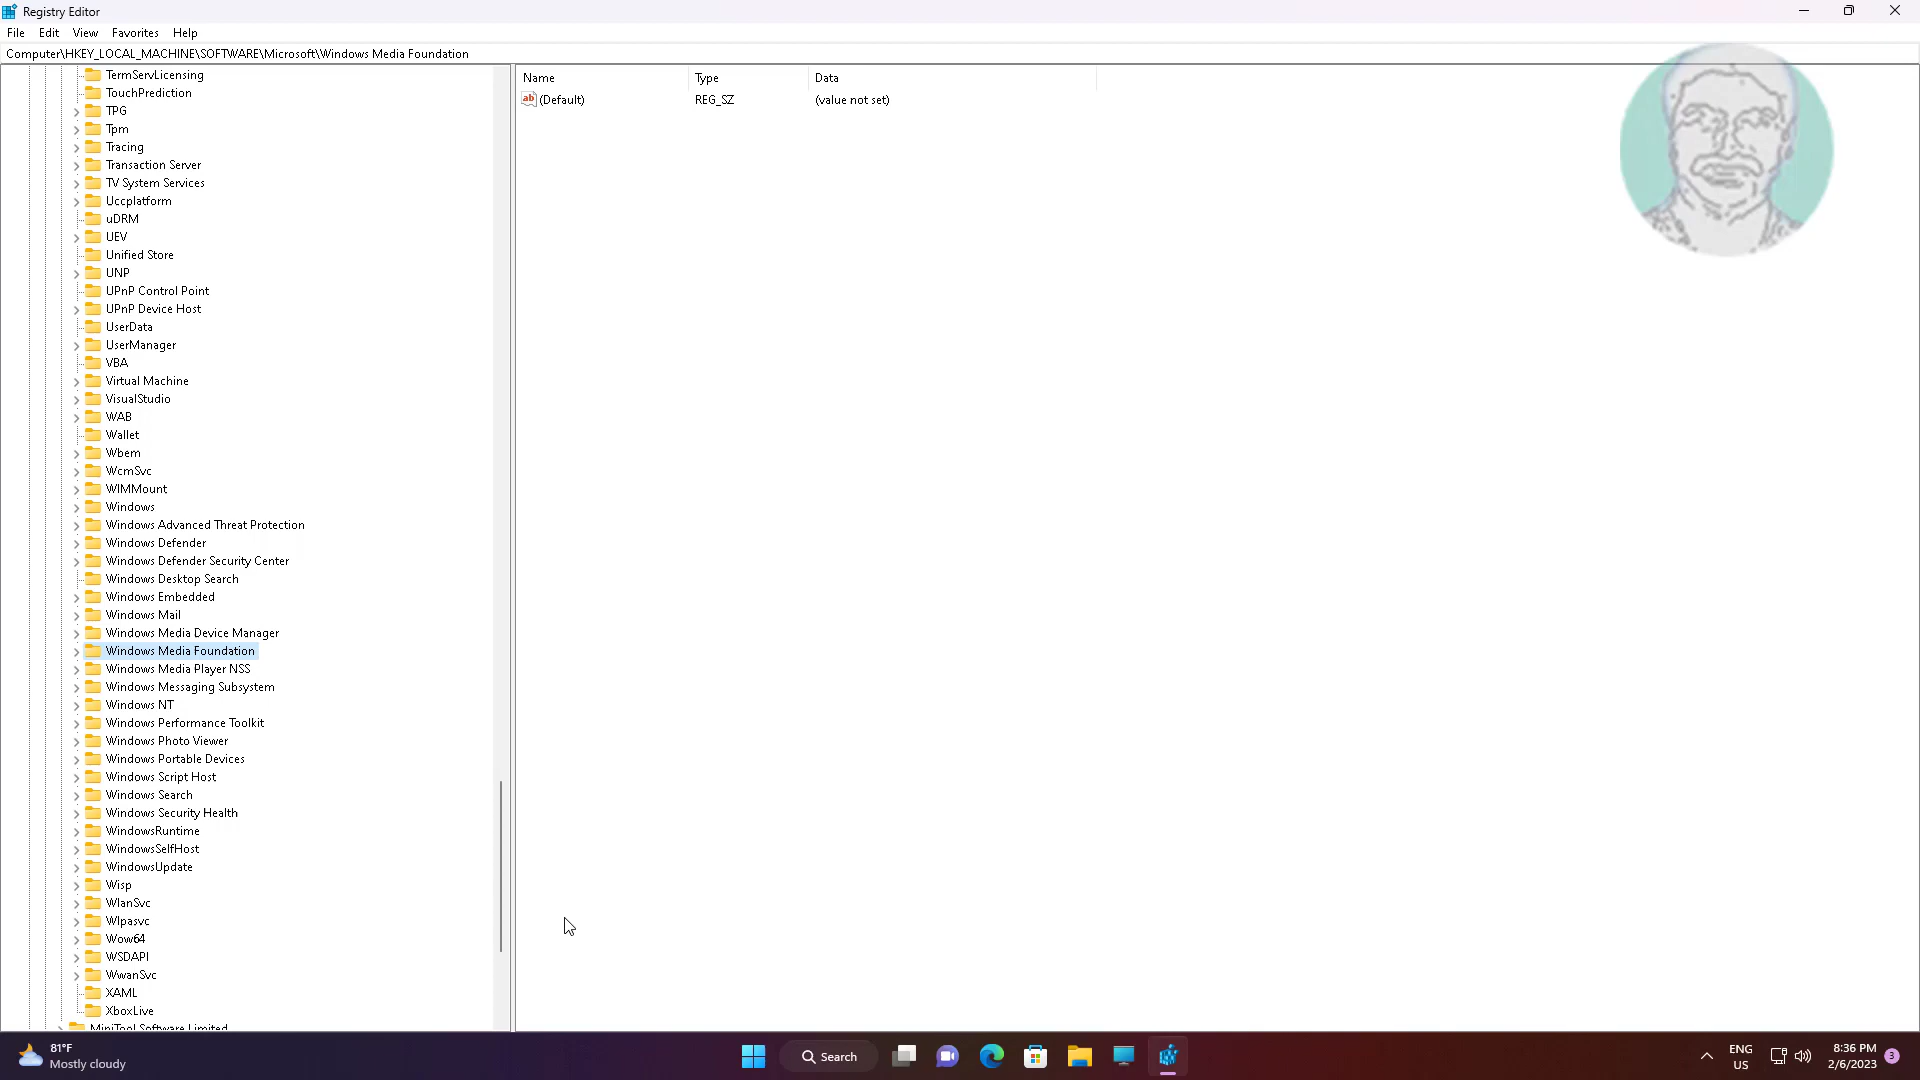 Registry Editor
File Edit View Favorites Help
Computer\HKEY_LOCAL_MACHINE\SOFTWARE\Microsoft\Windows Media Foundation
Name Type Data
ab (Default) REG_SZ (value not set)
TermServLicensing
TouchPrediction
TPG
Tpm
Tracing
Transaction Server
TV System Services
Uccplatform
uDRM
UEV
Unified Store
UNP
UPnP Control Point
UPnP Device Host
UserData
UserManager
VBA
Virtual Machine
VisualStudio
WAB
Wallet
Wbem
WcmSvc
WIMMount
Windows
Windows Advanced Threat Protection
Windows Defender
Windows Defender Security Center
Windows Desktop Search
Windows Embedded
Windows Mail
Windows Media Device Manager
Windows Media Foundation
Windows Media Player NSS
Windows Messaging Subsystem
Windows NT
Windows Performance Toolkit
Windows Photo Viewer
Windows Portable Devices
Windows Script Host
Windows Search
Windows Security Health
WindowsRuntime
WindowsSelfHost
WindowsUpdate
Wisp
WlanSvc
Wlpasvc
Wow64
WSDAPI
WwanSvc
XAML
XboxLive
MiniTool Software Limited
81°F
Mostly cloudy
Search
ENG
US
8:36 PM
2/6/2023
3